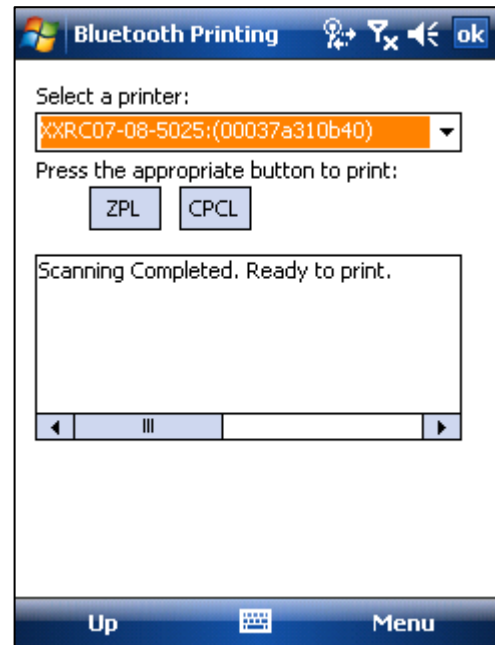 Bluetooth Printing ok
Select a printer:
XXRC07-08-5025:(00037a310b40)
Press the appropriate button to print:
ZPL CPCL
Scanning Completed. Ready to print.
Up Menu